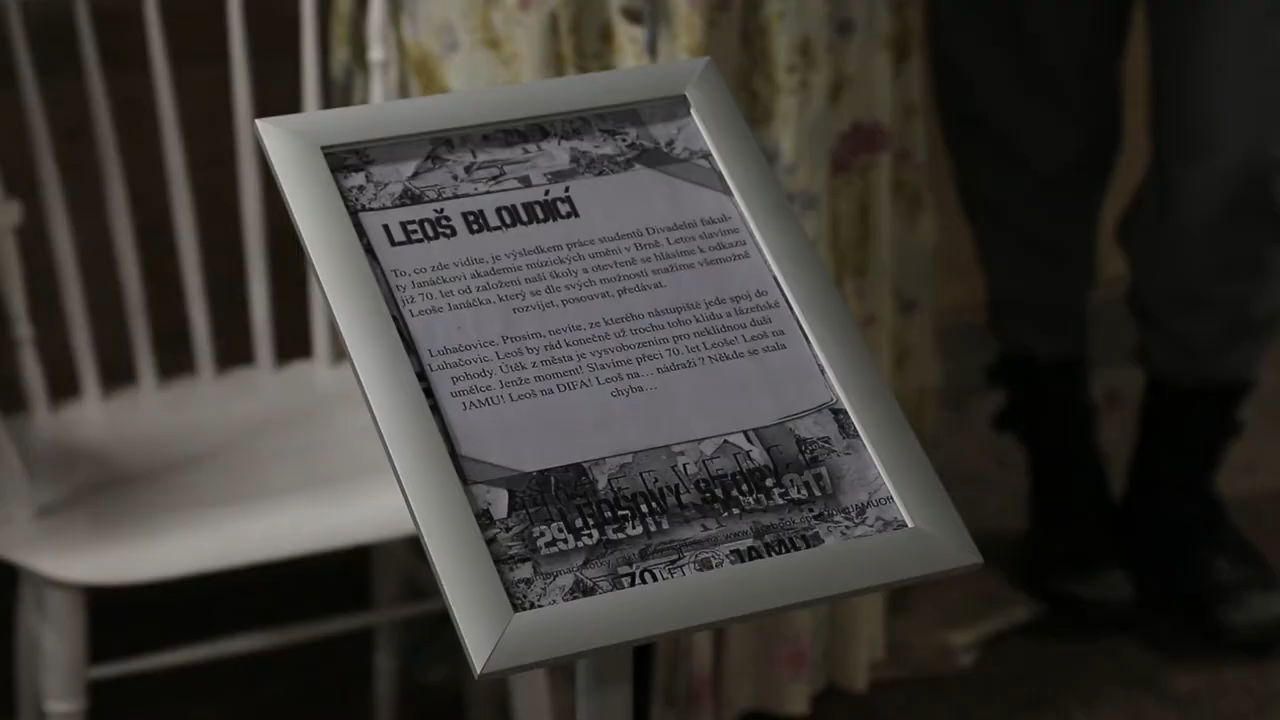 LEOŠ BLOUDÍCÍ
To, co zde vidíte, je výsledkem práce studentů Divadelní fakul-
ty Janáčkovi akademie múzických umění v Brně. Letos slavíme
již 70. let od založení naší školy a otevřeně se hlásíme k odkazu
Leoše Janáčka, který se dle svých možností snažíme všemožně
rozvíjet, posouvat, předávat.
Luhačovice. Prosím, nevíte, ze kterého nástupiště jede spoj do
Luhačovic. Leoš by rád konečně už trochu toho klidu a lázeňské
pohody. Útěk z města je vysvobozením pro neklidnou duši
umělce. Jenže moment! Slavíme přeci 70. let Leoše! Leoš na
JAMU! Leoš na DIFA! Leoš na… nádraží? Někde se stala
chyba…
LEOŠOVY STOPY
29.9.2017
70 LET JAMU